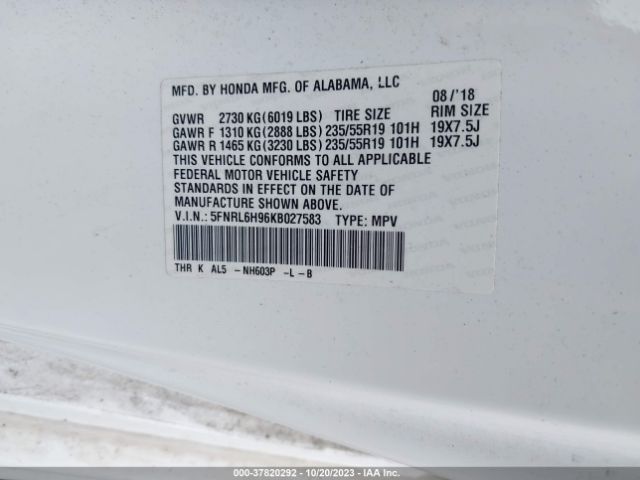 MFD. BY HONDA MFG. OF ALABAMA, LLC
08/'18
GVWR 2730 KG(6019 LBS) TIRE SIZE RIM SIZE
GAWR F 1310 KG(2888 LBS) 235/55R19 101H 19X7.5J
GAWR R 1465 KG(3230 LBS) 235/55R19 101H 19X7.5J
THIS VEHICLE CONFORMS TO ALL APPLICABLE
FEDERAL MOTOR VEHICLE SAFETY
STANDARDS IN EFFECT ON THE DATE OF
MANUFACTURE SHOWN ABOVE.
V.I.N.: 5FNRL6H96KB027583 TYPE: MPV
THR K AL5 -NH603P -L -B
000-37820292 - 10/20/2023 - IAA Inc.